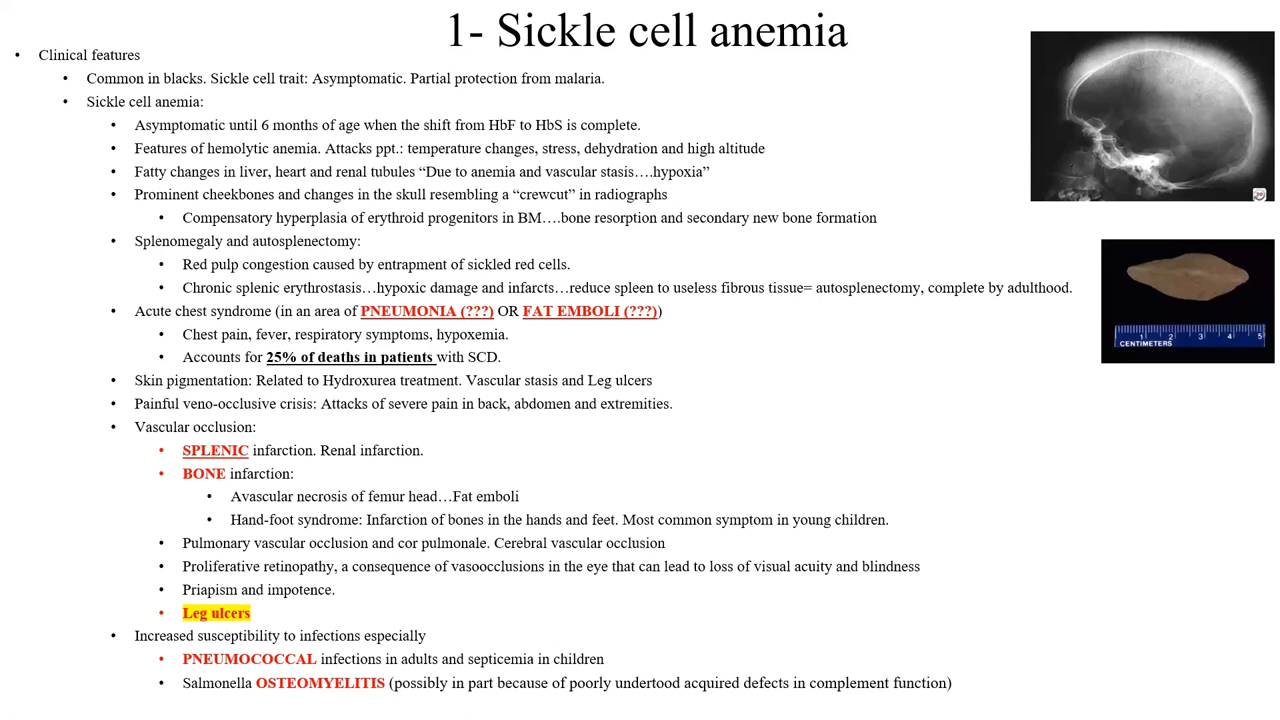 1- Sickle cell anemia
• Clinical features
• Common in blacks. Sickle cell trait: Asymptomatic. Partial protection from malaria.
• Sickle cell anemia:
• Asymptomatic until 6 months of age when the shift from HbF to HbS is complete.
• Features of hemolytic anemia. Attacks ppt.: temperature changes, stress, dehydration and high altitude
• Fatty changes in liver, heart and renal tubules “Due to anemia and vascular stasis….hypoxia”
• Prominent cheekbones and changes in the skull resembling a “crewcut” in radiographs
• Compensatory hyperplasia of erythroid progenitors in BM….bone resorption and secondary new bone formation
• Splenomegaly and autosplenectomy:
• Red pulp congestion caused by entrapment of sickled red cells.
• Chronic splenic erythrostasis…hypoxic damage and infarcts…reduce spleen to useless fibrous tissue= autosplenectomy, complete by adulthood.
• Acute chest syndrome (in an area of PNEUMONIA (???) OR FAT EMBOLI (???))
• Chest pain, fever, respiratory symptoms, hypoxemia.
• Accounts for 25% of deaths in patients with SCD.
• Skin pigmentation: Related to Hydroxurea treatment. Vascular stasis and Leg ulcers
• Painful veno-occlusive crisis: Attacks of severe pain in back, abdomen and extremities.
• Vascular occlusion:
• SPLENIC infarction. Renal infarction.
• BONE infarction:
• Avascular necrosis of femur head…Fat emboli
• Hand-foot syndrome: Infarction of bones in the hands and feet. Most common symptom in young children.
• Pulmonary vascular occlusion and cor pulmonale. Cerebral vascular occlusion
• Proliferative retinopathy, a consequence of vasoocclusions in the eye that can lead to loss of visual acuity and blindness
• Priapism and impotence.
• Leg ulcers
• Increased susceptibility to infections especially
• PNEUMOCOCCAL infections in adults and septicemia in children
• Salmonella OSTEOMYELITIS (possibly in part because of poorly undertood acquired defects in complement function)
1 2 3 4 5
CENTIMETERS